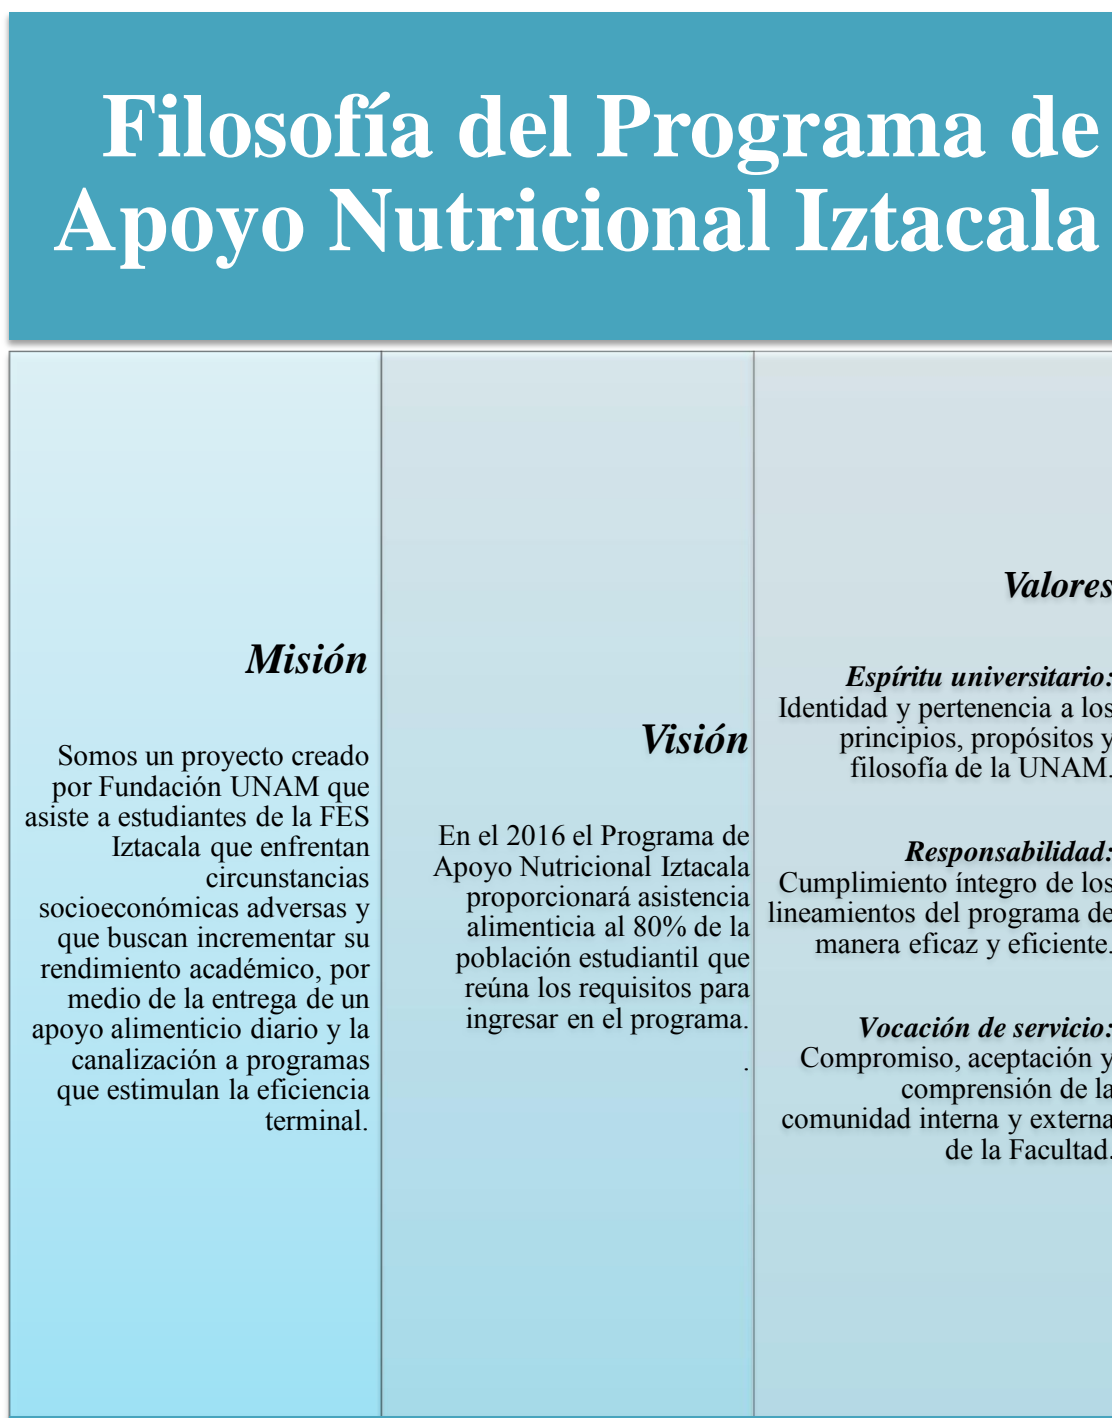 Filosofía del Programa de
Apoyo Nutricional Iztacala
Misión
Somos un proyecto creado
por Fundación UNAM que
asiste a estudiantes de la FES
Iztacala que enfrentan
circunstancias
socioeconómicas adversas y
que buscan incrementar su
rendimiento académico, por
medio de la entrega de un
apoyo alimenticio diario y la
canalización a programas
que estimulan la eficiencia
terminal.
Visión
En el 2016 el Programa de
Apoyo Nutricional Iztacala
proporcionará asistencia
alimenticia al 80% de la
población estudiantil que
reúna los requisitos para
ingresar en el programa.
.
Valores
Espíritu universitario:
Identidad y pertenencia a los
principios, propósitos y
filosofía de la UNAM.
Responsabilidad:
Cumplimiento íntegro de los
lineamientos del programa de
manera eficaz y eficiente.
Vocación de servicio:
Compromiso, aceptación y
comprensión de la
comunidad interna y externa
de la Facultad.